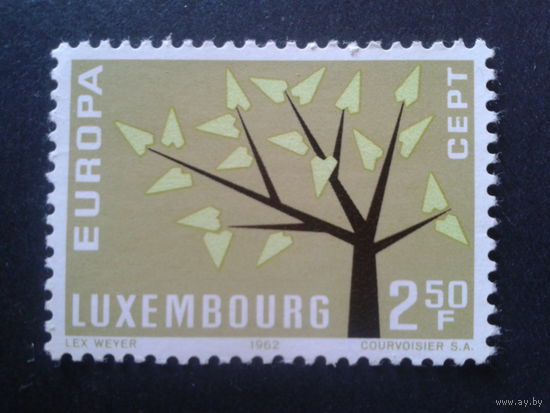 EUROPA
CEPT
LUXEMBOURG 2 50 F
LEX WEYER 1962 COURVOISIER S.A.
www.ay.by